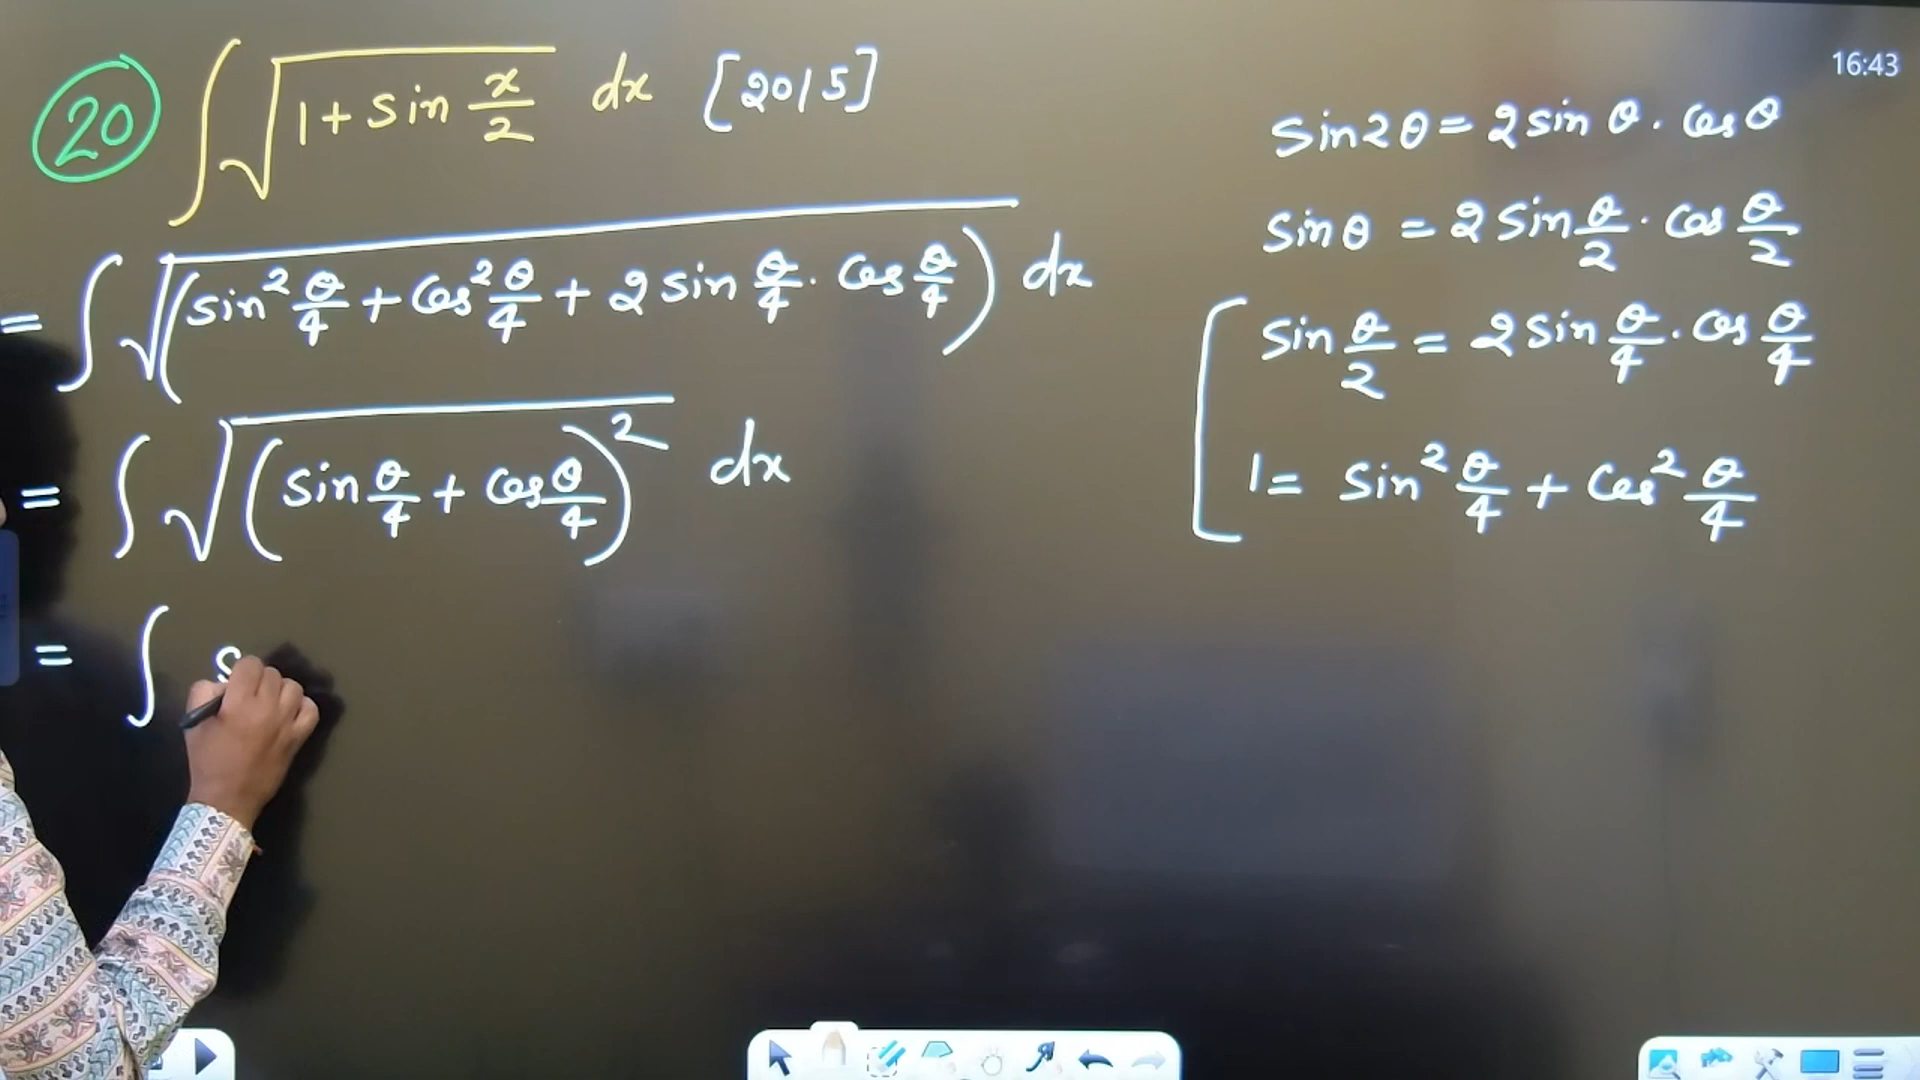 20 ∫ √(1 + sin x/2) dx [2015]
= ∫ √(sin² θ/4 + cos² θ/4 + 2 sin θ/4 · cos θ/4) dx
= ∫ √(sin θ/4 + cos θ/4)² dx
= ∫ s
16:43
sin 2θ = 2 sin θ · cos θ
sin θ = 2 sin θ/2 · cos θ/2
sin θ/2 = 2 sin θ/4 · cos θ/4
1 = sin² θ/4 + cos² θ/4